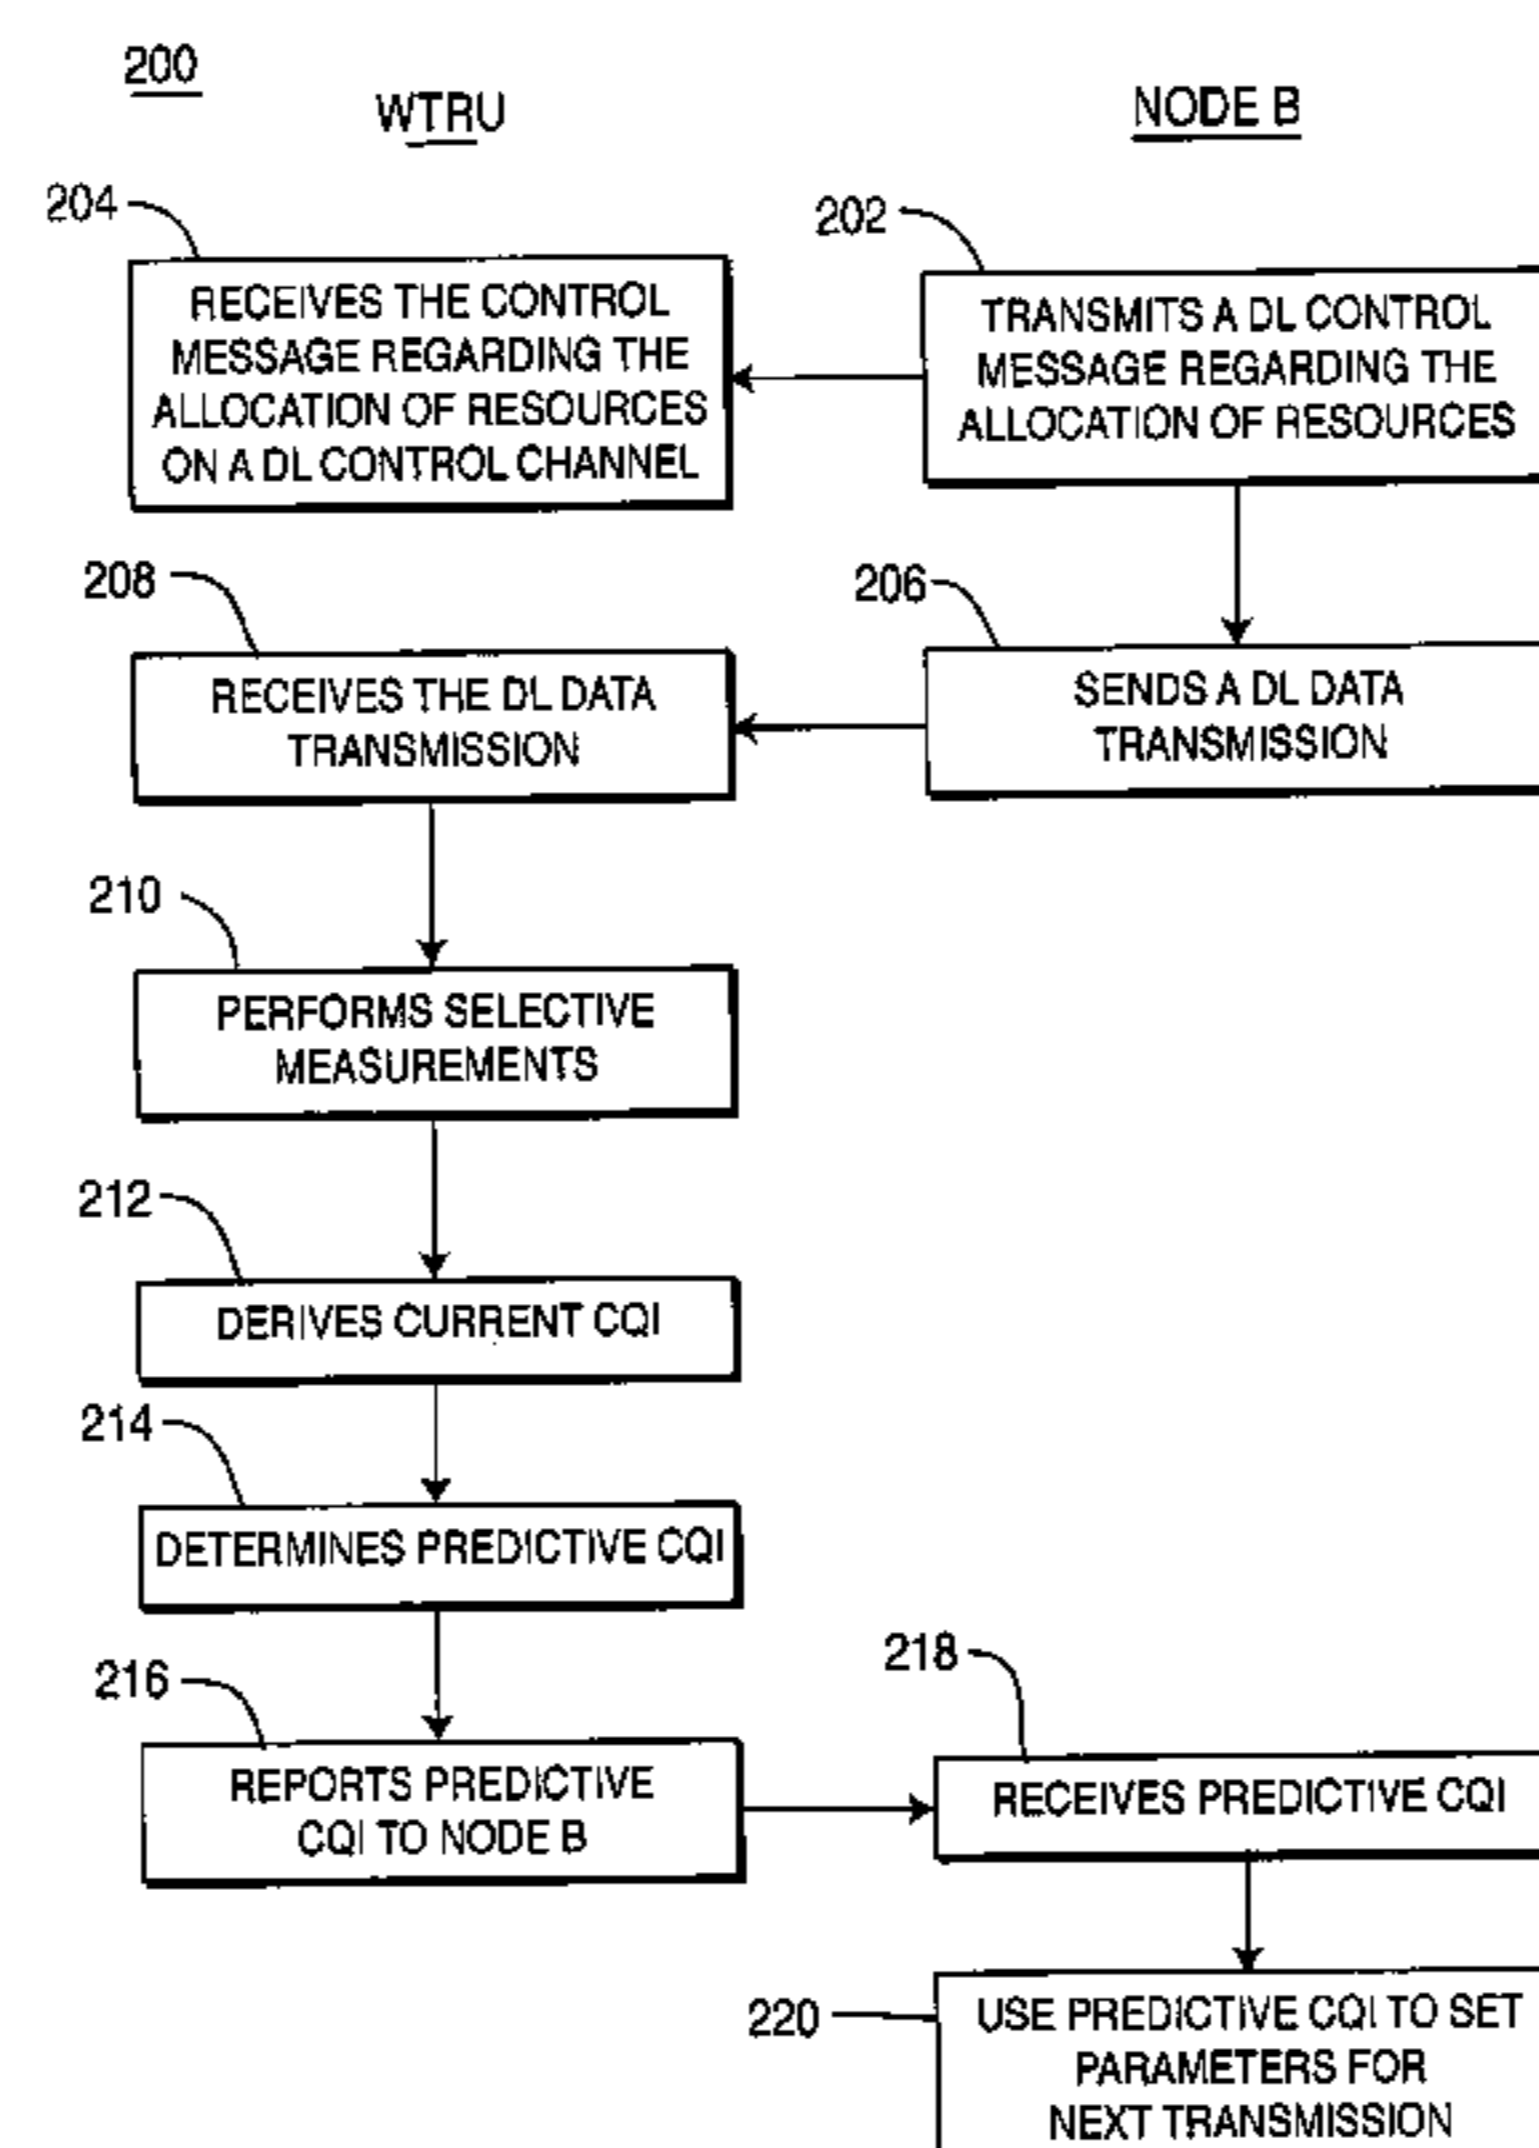 200
WTRU
NODE B
204
202
RECEIVES THE CONTROL
MESSAGE REGARDING THE
ALLOCATION OF RESOURCES
ON A DL CONTROL CHANNEL
TRANSMITS A DL CONTROL
MESSAGE REGARDING THE
ALLOCATION OF RESOURCES
208
206
RECEIVES THE DL DATA
TRANSMISSION
SENDS A DL DATA
TRANSMISSION
210
PERFORMS SELECTIVE
MEASUREMENTS
212
DERIVES CURRENT CQI
214
DETERMINES PREDICTIVE CQI
216
218
REPORTS PREDICTIVE
CQI TO NODE B
RECEIVES PREDICTIVE CQI
220
USE PREDICTIVE CQI TO SET
PARAMETERS FOR
NEXT TRANSMISSION